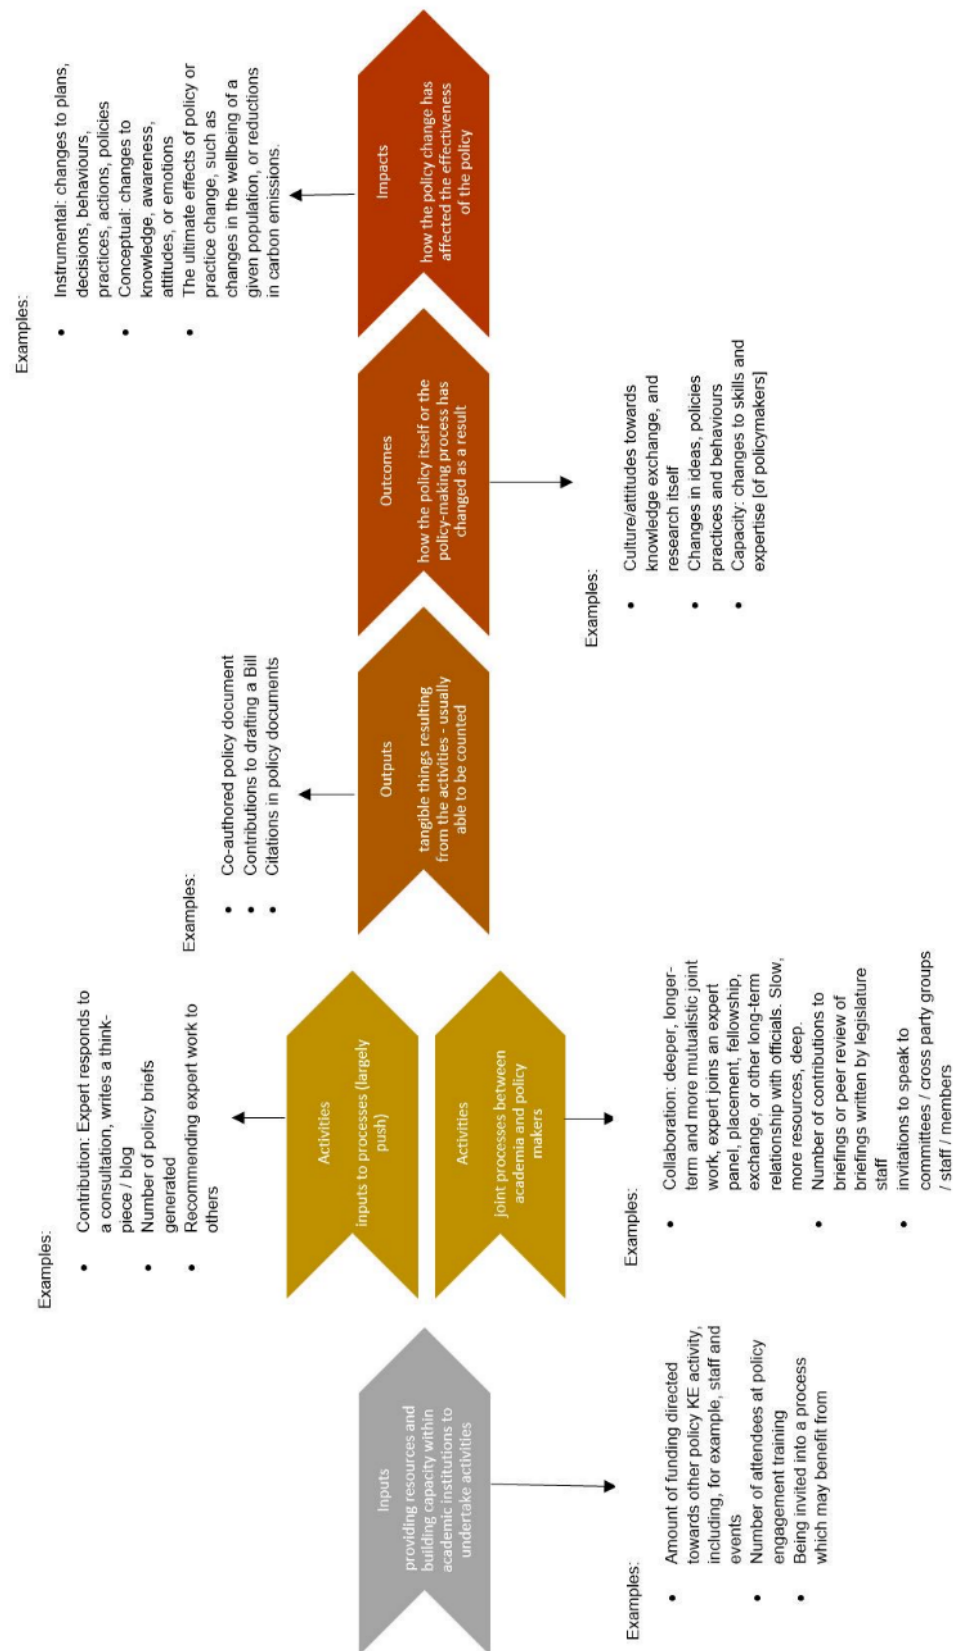 Inputs
providing resources and
building capacity within
academic institutions to
undertake activities
Examples:
• Amount of funding directed
towards other policy KE activity,
including, for example, staff and
events
• Number of attendees at policy
engagement training
• Being invited into a process
which may benefit from
Activities
inputs to processes (largely
push)
Examples:
• Contribution: Expert responds to
a consultation, writes a think-
piece / blog
• Number of policy briefs
generated
• Recommending expert work to
others
Activities
joint processes between
academia and policy
makers
Examples:
• Collaboration: deeper, longer-
term and more mutualistic joint
work, expert joins an expert
panel, placement, fellowship,
exchange, or other long-term
relationship with officials. Slow,
more resources, deep.
• Number of contributions to
briefings or peer review of
briefings written by legislature
staff
• invitations to speak to
committees / cross party groups
/ staff / members
Outputs
tangible things resulting
from the activities - usually
able to be counted
Examples:
• Co-authored policy document
• Contributions to drafting a Bill
• Citations in policy documents
Outcomes
how the policy itself or the
policy-making process has
changed as a result
Examples:
• Culture/attitudes towards
knowledge exchange, and
research itself
• Changes in ideas, policies
practices and behaviours
• Capacity: changes to skills and
expertise [of policymakers]
Impacts
how the policy change has
affected the effectiveness
of the policy
Examples:
• Instrumental: changes to plans,
decisions, behaviours,
practices, actions, policies
• Conceptual: changes to
knowledge, awareness,
attitudes, or emotions
• The ultimate effects of policy or
practice change, such as
changes in the wellbeing of a
given population, or reductions
in carbon emissions.